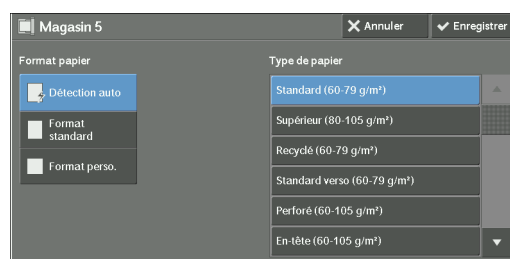 Magasin 5
Annuler
Enregistrer
Format papier
Type de papier
Détection auto
Format
standard
Format perso.
Standard (60-79 g/m²)
Supérieur (80-105 g/m²)
Recyclé (60-79 g/m²)
Standard verso (60-79 g/m²)
Perforé (60-105 g/m²)
En-tête (60-105 g/m²)